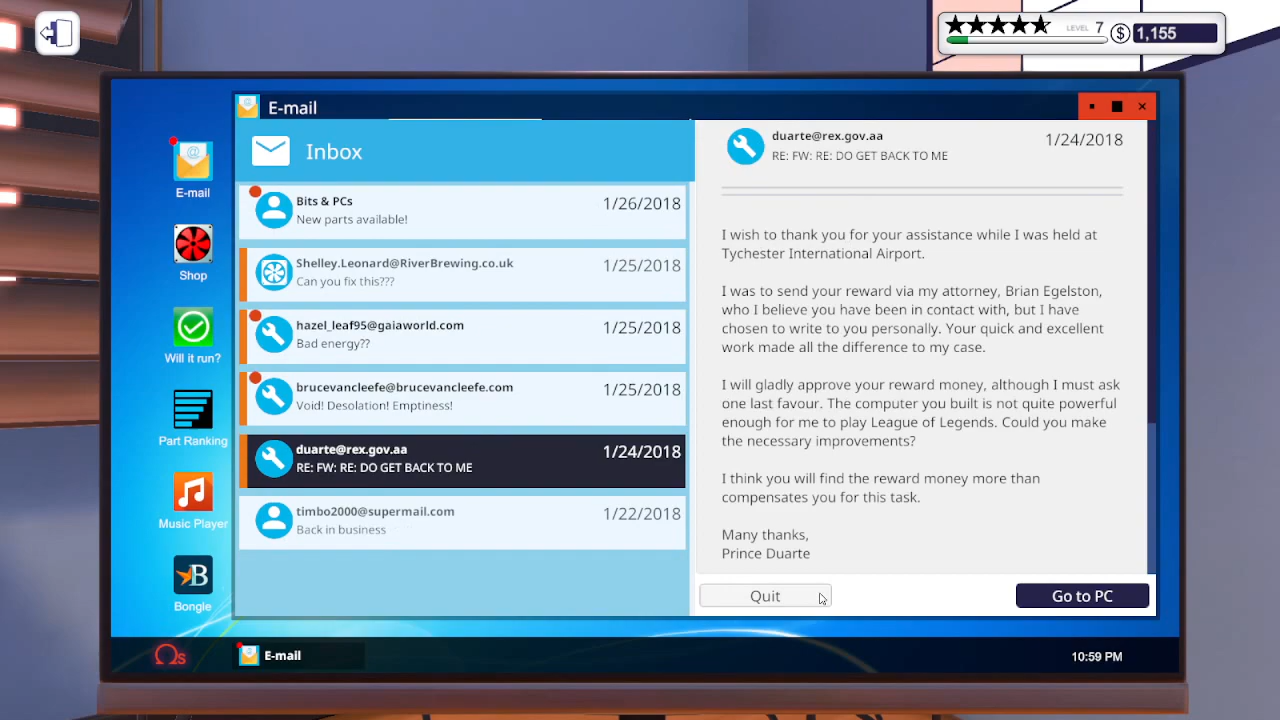 LEVEL 7
$ 1,155
E-mail
Inbox
Bits & PCs
1/26/2018
New parts available!
Shelley.Leonard@RiverBrewing.co.uk
1/25/2018
Can you fix this???
hazel_leaf95@gaiaworld.com
1/25/2018
Bad energy??
brucevancleefe@brucevancleefe.com
1/25/2018
Void! Desolation! Emptiness!
duarte@rex.gov.aa
1/24/2018
RE: FW: RE: DO GET BACK TO ME
timbo2000@supermail.com
1/22/2018
Back in business
duarte@rex.gov.aa
1/24/2018
RE: FW: RE: DO GET BACK TO ME
I wish to thank you for your assistance while I was held at
Tychester International Airport.
I was to send your reward via my attorney, Brian Egelston,
who I believe you have been in contact with, but I have
chosen to write to you personally. Your quick and excellent
work made all the difference to my case.
I will gladly approve your reward money, although I must ask
one last favour. The computer you built is not quite powerful
enough for me to play League of Legends. Could you make
the necessary improvements?
I think you will find the reward money more than
compensates you for this task.
Many thanks,
Prince Duarte
Quit
Go to PC
E-mail
Shop
Will it run?
Part Ranking
Music Player
B
Bongle
Ωs
E-mail
10:59 PM